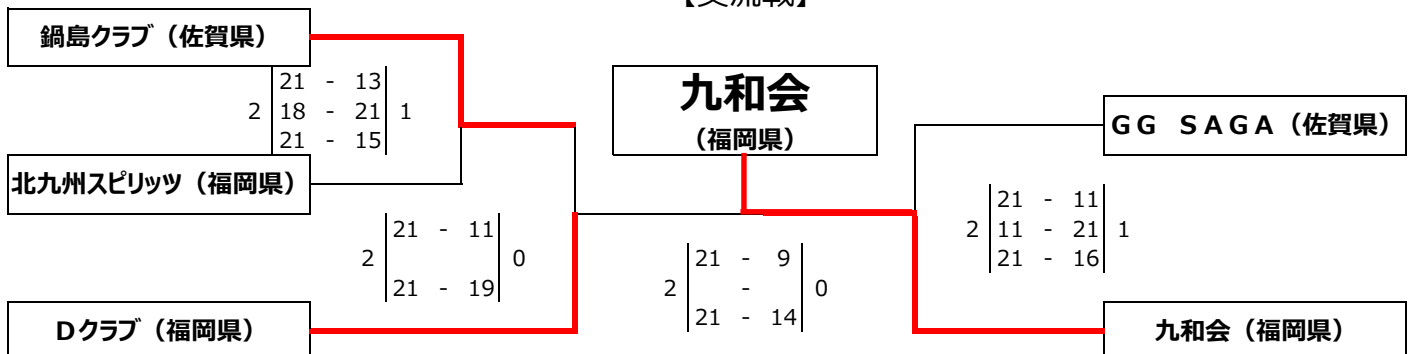 【交流戦】
鍋島クラブ（佐賀県）
21 - 13
2 18 - 21 1
21 - 15
北九州スピリッツ（福岡県）
21 - 11
2 0
21 - 19
Dクラブ（福岡県）
九和会
（福岡県）
21 - 9
2 - 0
21 - 14
ＧＧ ＳＡＧＡ（佐賀県）
21 - 11
2 11 - 21 1
21 - 16
九和会（福岡県）